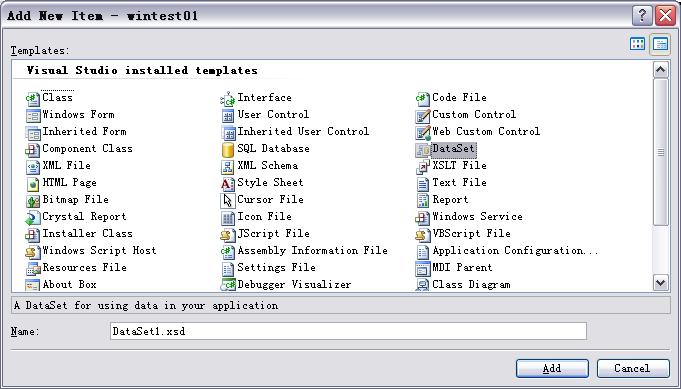 Add New Item - wintest01
Templates:
Visual Studio installed templates
Class Interface Code File
Windows Form User Control Custom Control
Inherited Form Inherited User Control Web Custom Control
Component Class SQL Database DataSet
XML File XML Schema XSLT File
HTML Page Style Sheet Text File
Bitmap File Cursor File Report
Crystal Report Icon File Windows Service
Installer Class JScript File VBScript File
Windows Script Host Assembly Information File Application Configuration...
Resources File Settings File MDI Parent
About Box Debugger Visualizer Class Diagram
A DataSet for using data in your application
Name: DataSet1.xsd
Add Cancel